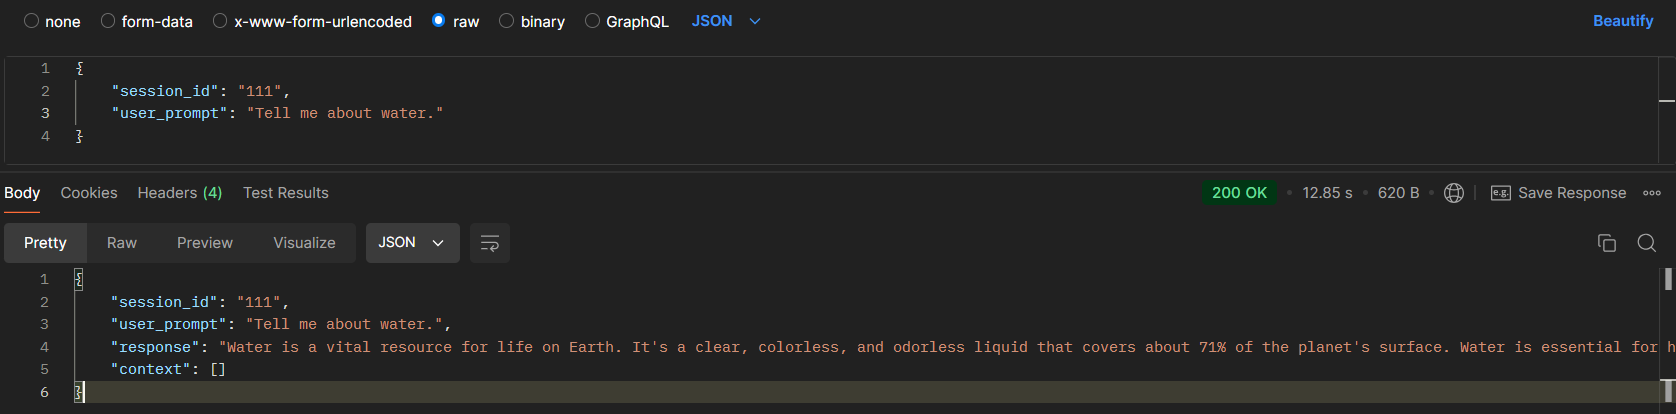 none form-data x-www-form-urlencoded raw binary GraphQL JSON Beautify
1 {
2 "session_id": "111",
3 "user_prompt": "Tell me about water."
4 }
Body Cookies Headers (4) Test Results 200 OK 12.85 s 620 B e.g. Save Response
Pretty Raw Preview Visualize JSON
1 {
2 "session_id": "111",
3 "user_prompt": "Tell me about water.",
4 "response": "Water is a vital resource for life on Earth. It's a clear, colorless, and odorless liquid that covers about 71% of the planet's surface. Water is essential for h
5 "context": []
6 }